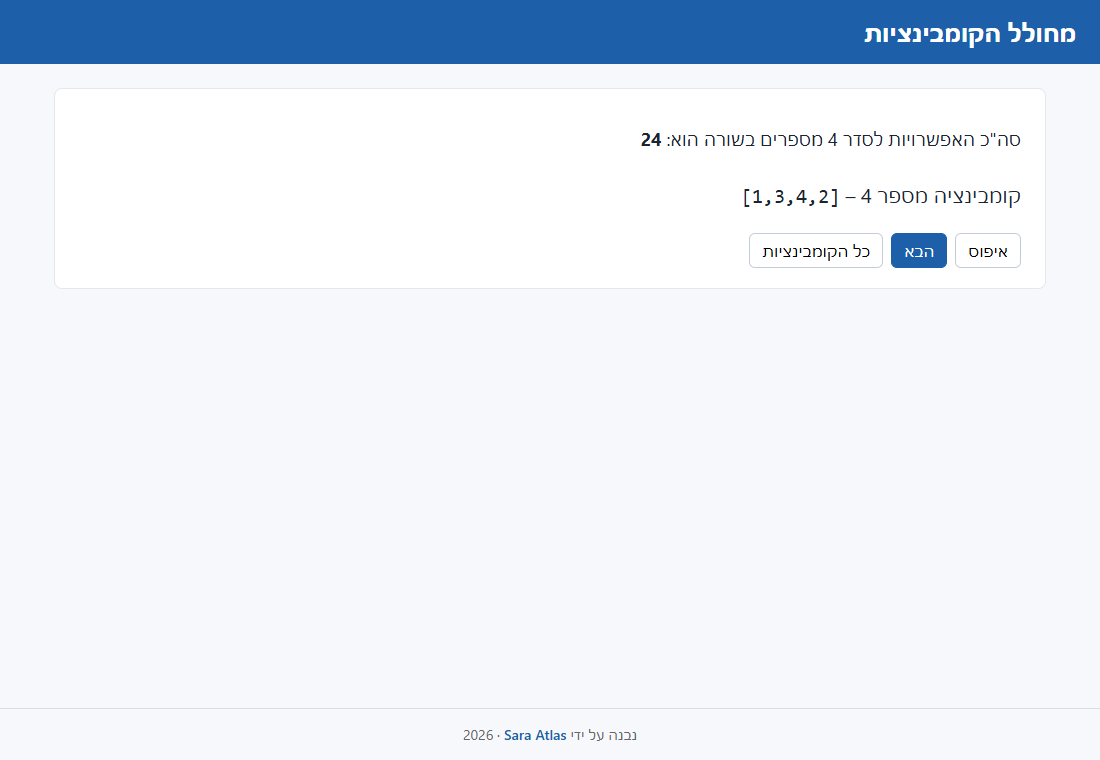 מחולל הקומבינציות
סה"כ האפשרויות לסדר 4 מספרים בשורה הוא: 24
קומבינציה מספר 4 – [1,3,4,2]
איפוס
הבא
כל הקומבינציות
נבנה על ידי Sara Atlas · 2026